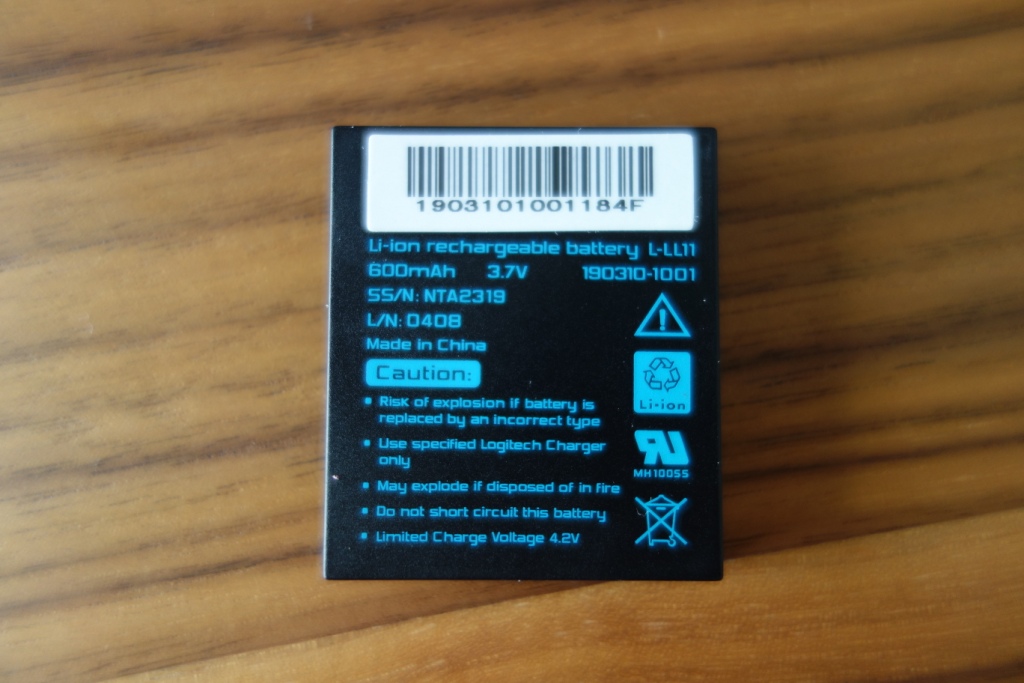 1903101001184F
Li-ion rechargeable battery L-LL11
600mAh 3.7V 190310-1001
SS/N: NTA2319
L/N: 0408
Made in China
Caution:
• Risk of explosion if battery is
replaced by an incorrect type
• Use specified Logitech Charger
only
• May explode if disposed of in fire
• Do not short circuit this battery
• Limited Charge Voltage 4.2V
!
Li-ion
RU
MH10055